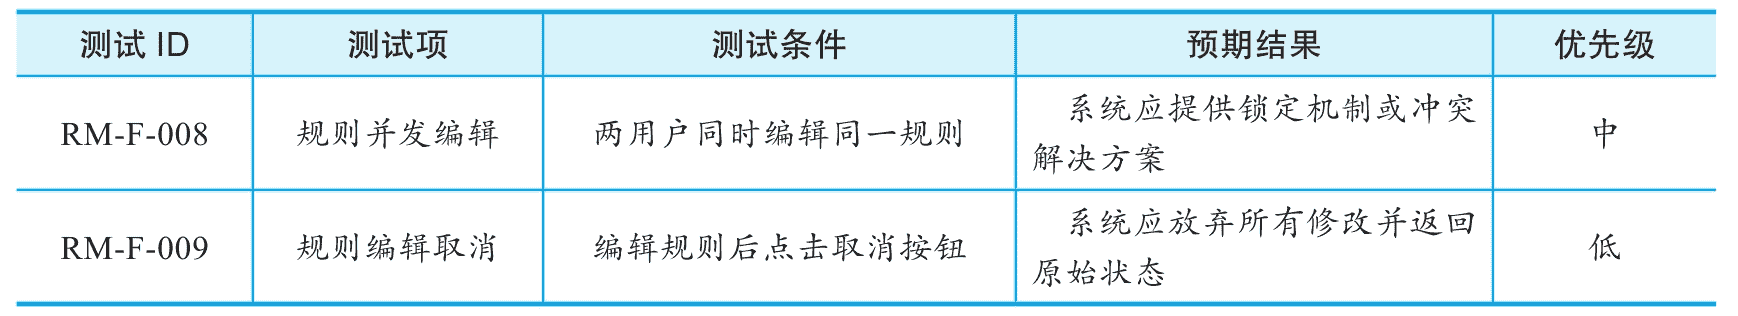 测试 ID 测试项 测试条件 预期结果 优先级
RM-F-008 规则并发编辑 两用户同时编辑同一规则 系统应提供锁定机制或冲突 中
解决方案
RM-F-009 规则编辑取消 编辑规则后点击取消按钮 系统应放弃所有修改并返回 低
原始状态